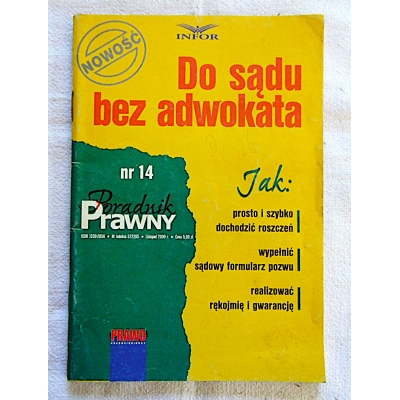 NOWOŚĆ
INFOR
Do sądu
bez adwokata
nr 14
Poradnik
Prawny
Jak:
prosto i szybko
dochodzić roszczeń
wypełnić
sądowy formularz pozwu
realizować
rękojmię i gwarancję
PRAWO